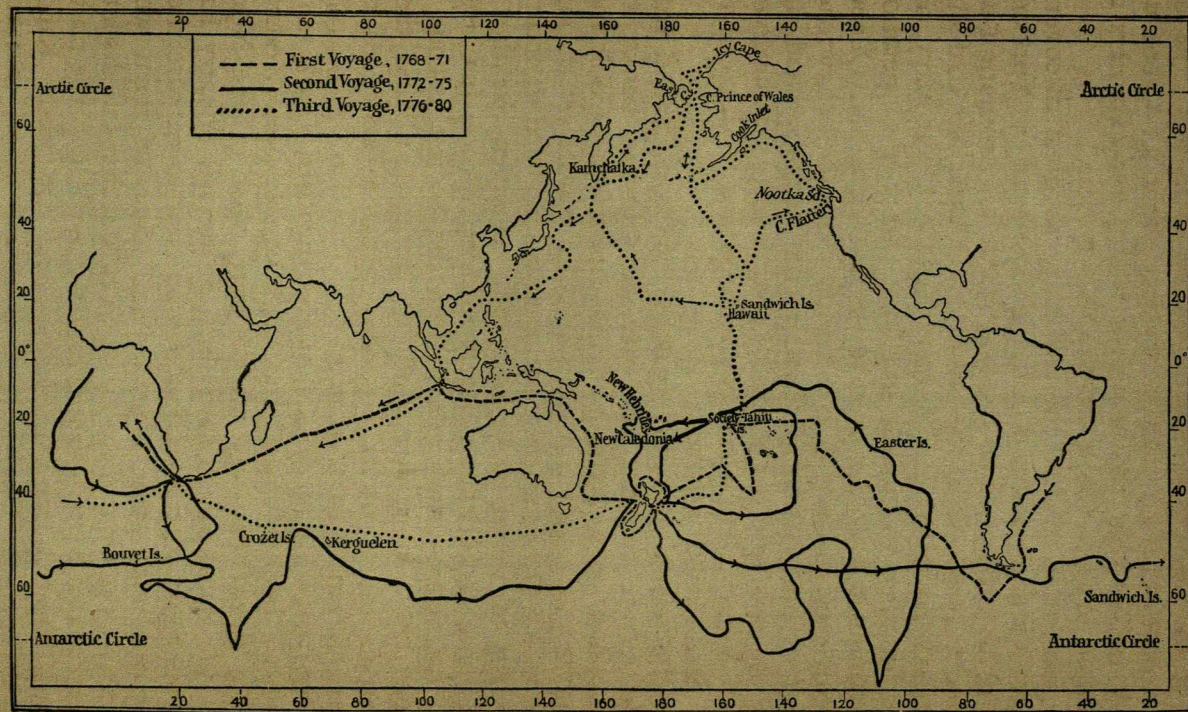 20 40 60 80 100 120 140 160 180 160 140 120 100 80 60 40 20
First Voyage, 1768-71
Second Voyage, 1772-75
Third Voyage, 1776-80
Icy Cape
East C.
C. Prince of Wales
Arctic Circle
Arctic Circle
60
60
Cook Inlet
Kamchatka
Nootka Sd.
C. Flattery
40
40
20
20
Sandwich Is.
Hawaii
0°
0°
New Hebrides
Society Tahiti
Is.
20
20
New Caledonia
Easter Is.
40
40
Crozet Is.
Kerguelen
Bouvet Is.
60
60
Sandwich Is.
Antarctic Circle
Antarctic Circle
20 40 60 80 100 120 140 160 180 160 140 120 100 80 60 40 20